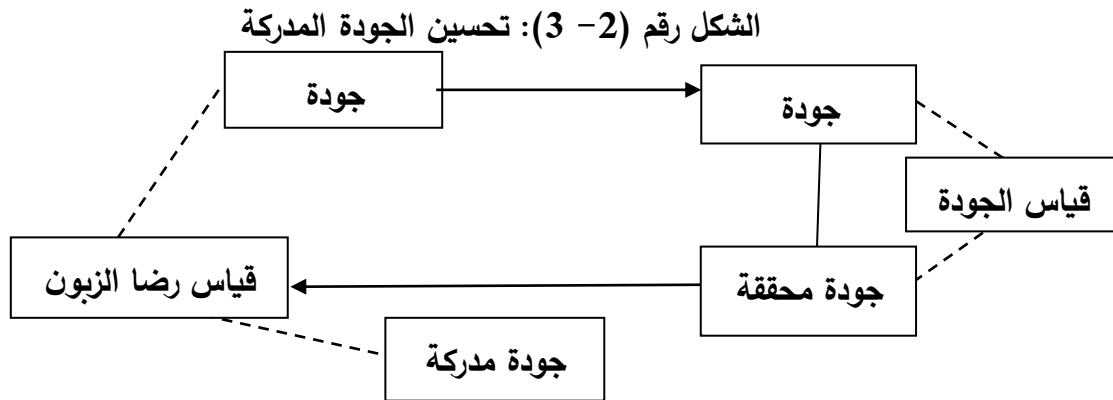 الشكل رقم (2- 3): تحسين الجودة المدركة
جودة
جودة
قياس الجودة
جودة محققة
قياس رضا الزبون
جودة مدركة